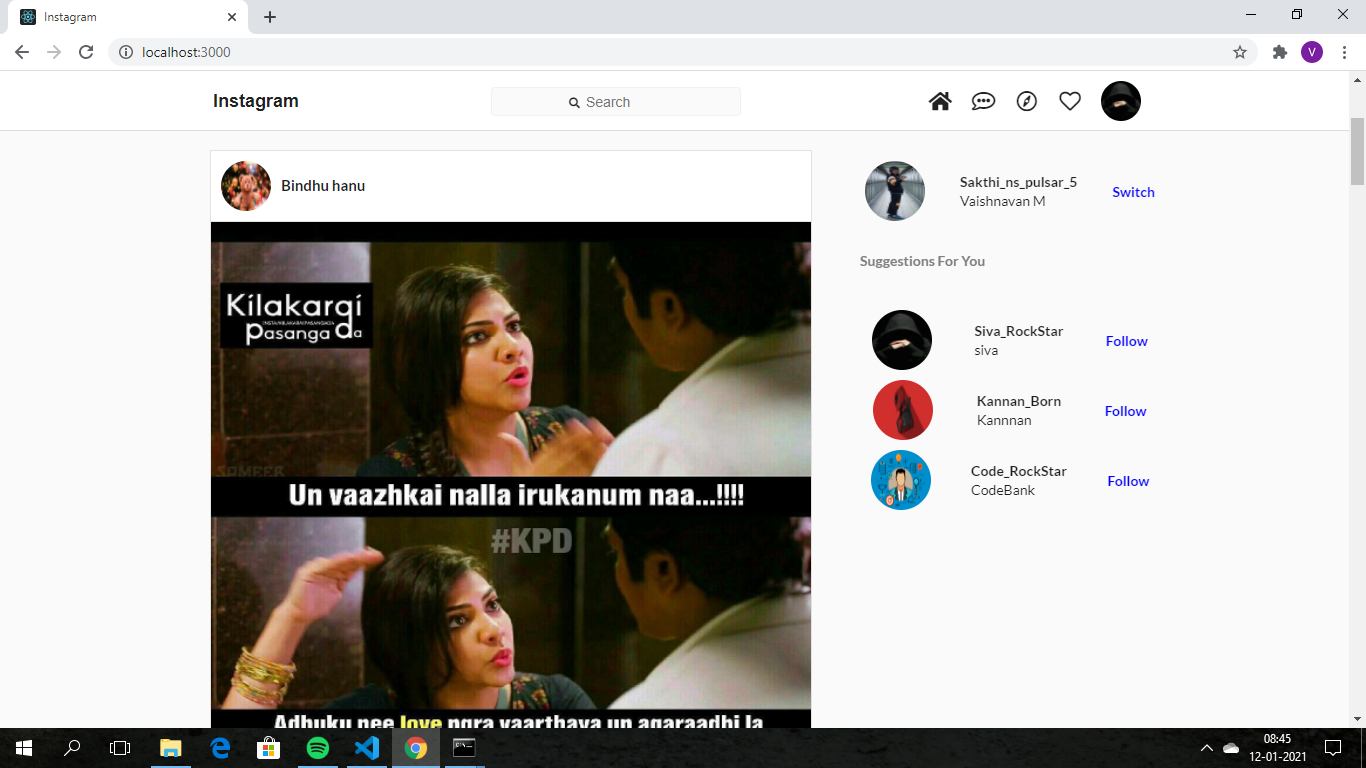 Instagram
localhost:3000
V
Instagram
Search
Bindhu hanu
Kilakarai
INSTA/KILAKARAIPASANGADA
pasanga da
SAMEER
Un vaazhkai nalla irukanum naa...!!!!
#KPD
Adhuku nee love ngra vaarthaya un agaraadhi la
Sakthi_ns_pulsar_5
Vaishnavan M
Switch
Suggestions For You
Siva_RockStar
siva
Follow
Kannan_Born
Kannnan
Follow
Code_RockStar
CodeBank
Follow
08:45
12-01-2021